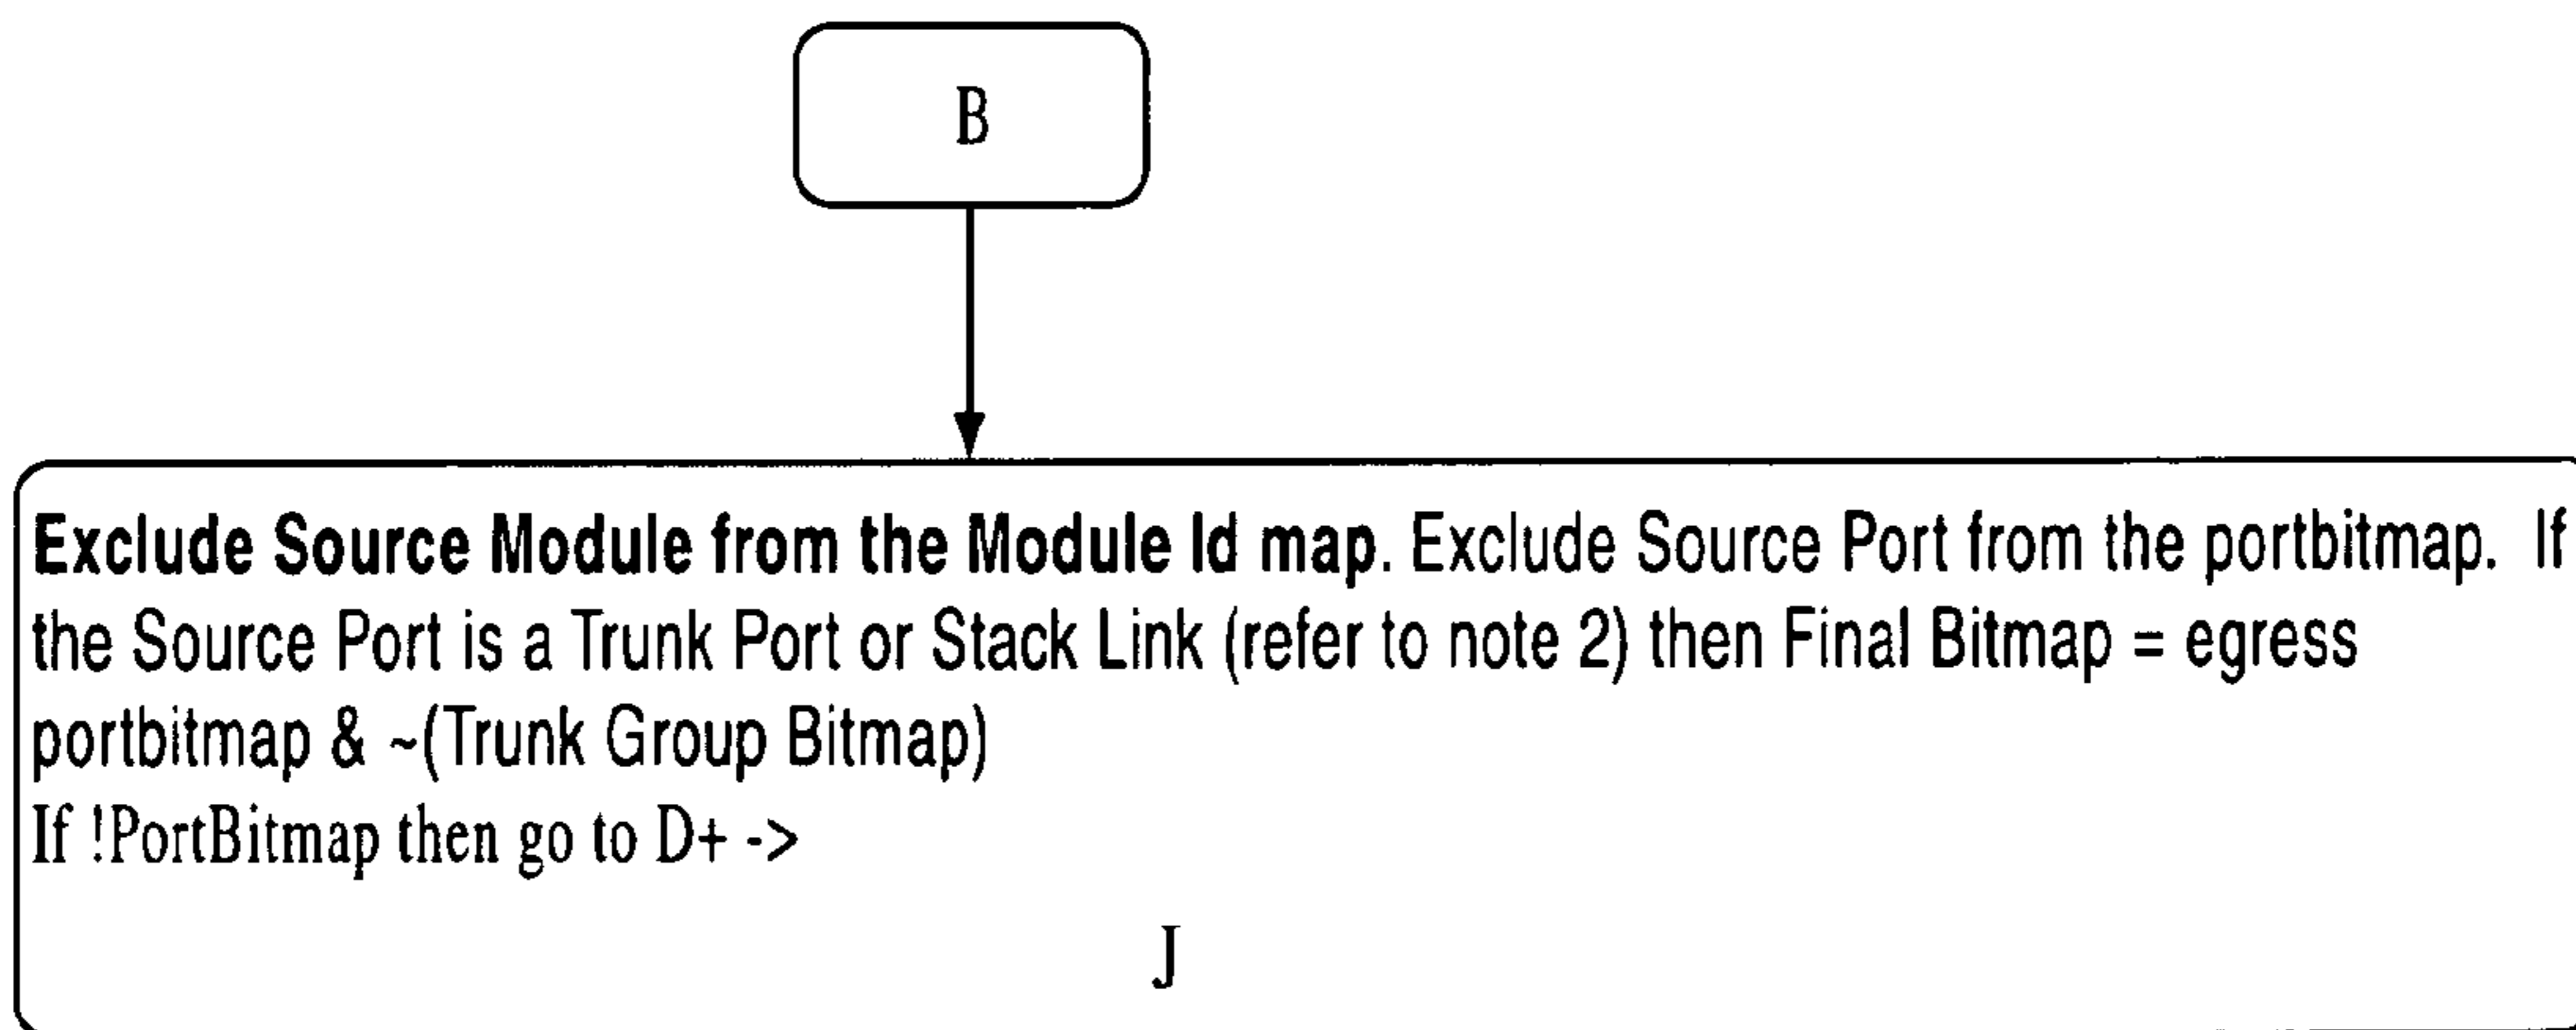 B
Exclude Source Module from the Module Id map. Exclude Source Port from the portbitmap. If
the Source Port is a Trunk Port or Stack Link (refer to note 2) then Final Bitmap = egress
portbitmap & ~(Trunk Group Bitmap)
If !PortBitmap then go to D+ ->
J